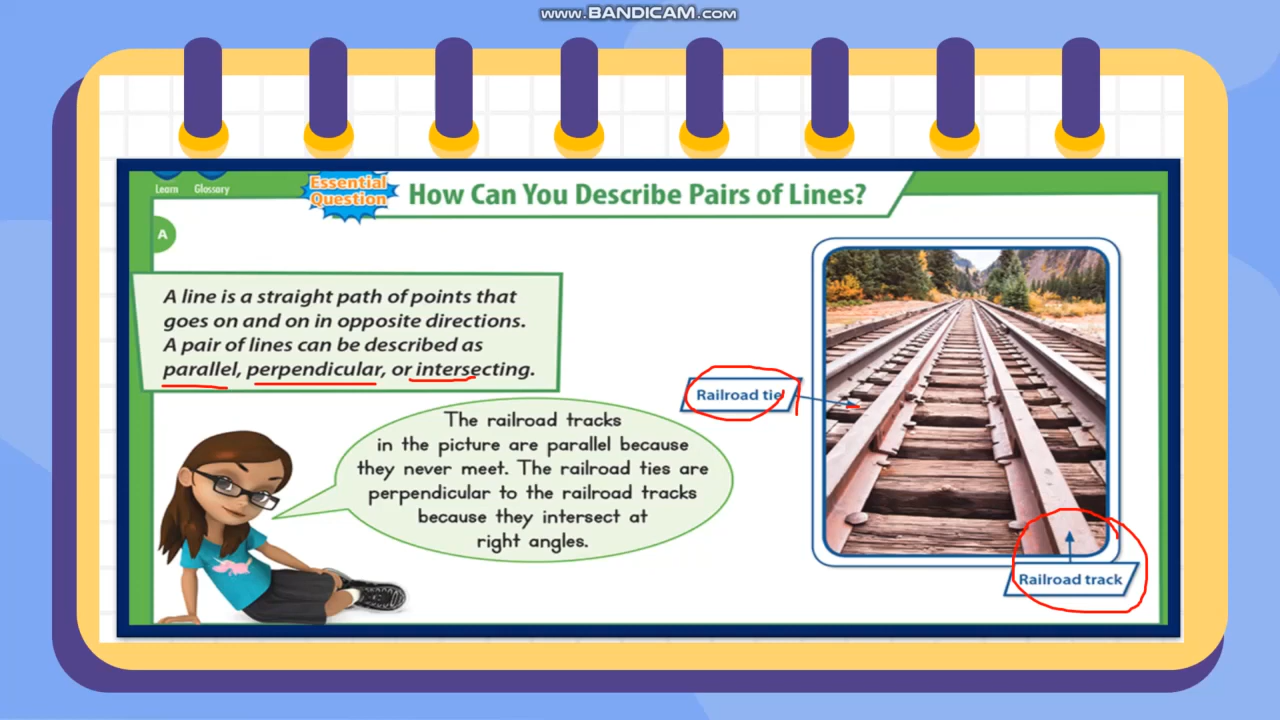 www.BANDICAM.com
Learn Glossary
Essential
Question
How Can You Describe Pairs of Lines?
A
A line is a straight path of points that
goes on and on in opposite directions.
A pair of lines can be described as
parallel, perpendicular, or intersecting.
Railroad tie
The railroad tracks
in the picture are parallel because
they never meet. The railroad ties are
perpendicular to the railroad tracks
because they intersect at
right angles.
Railroad track